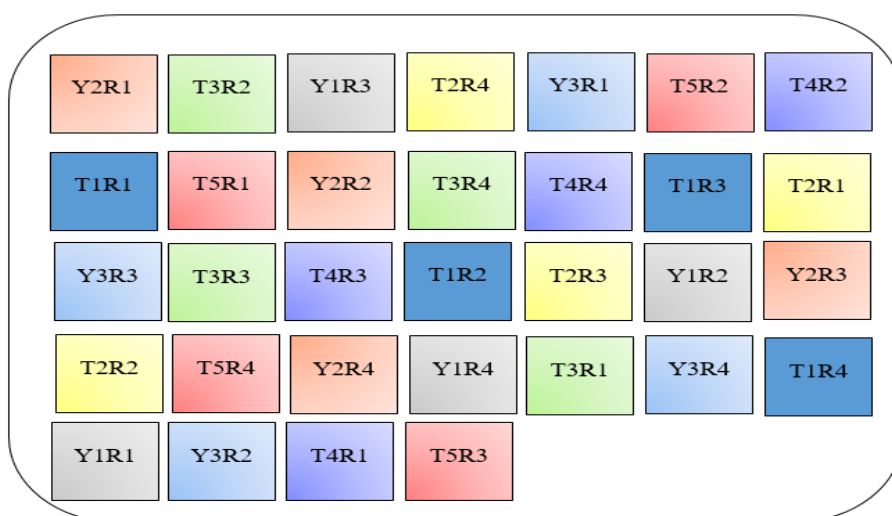 Y2R1 T3R2 Y1R3 T2R4 Y3R1 T5R2 T4R2
T1R1 T5R1 Y2R2 T3R4 T4R4 T1R3 T2R1
Y3R3 T3R3 T4R3 T1R2 T2R3 Y1R2 Y2R3
T2R2 T5R4 Y2R4 Y1R4 T3R1 Y3R4 T1R4
Y1R1 Y3R2 T4R1 T5R3